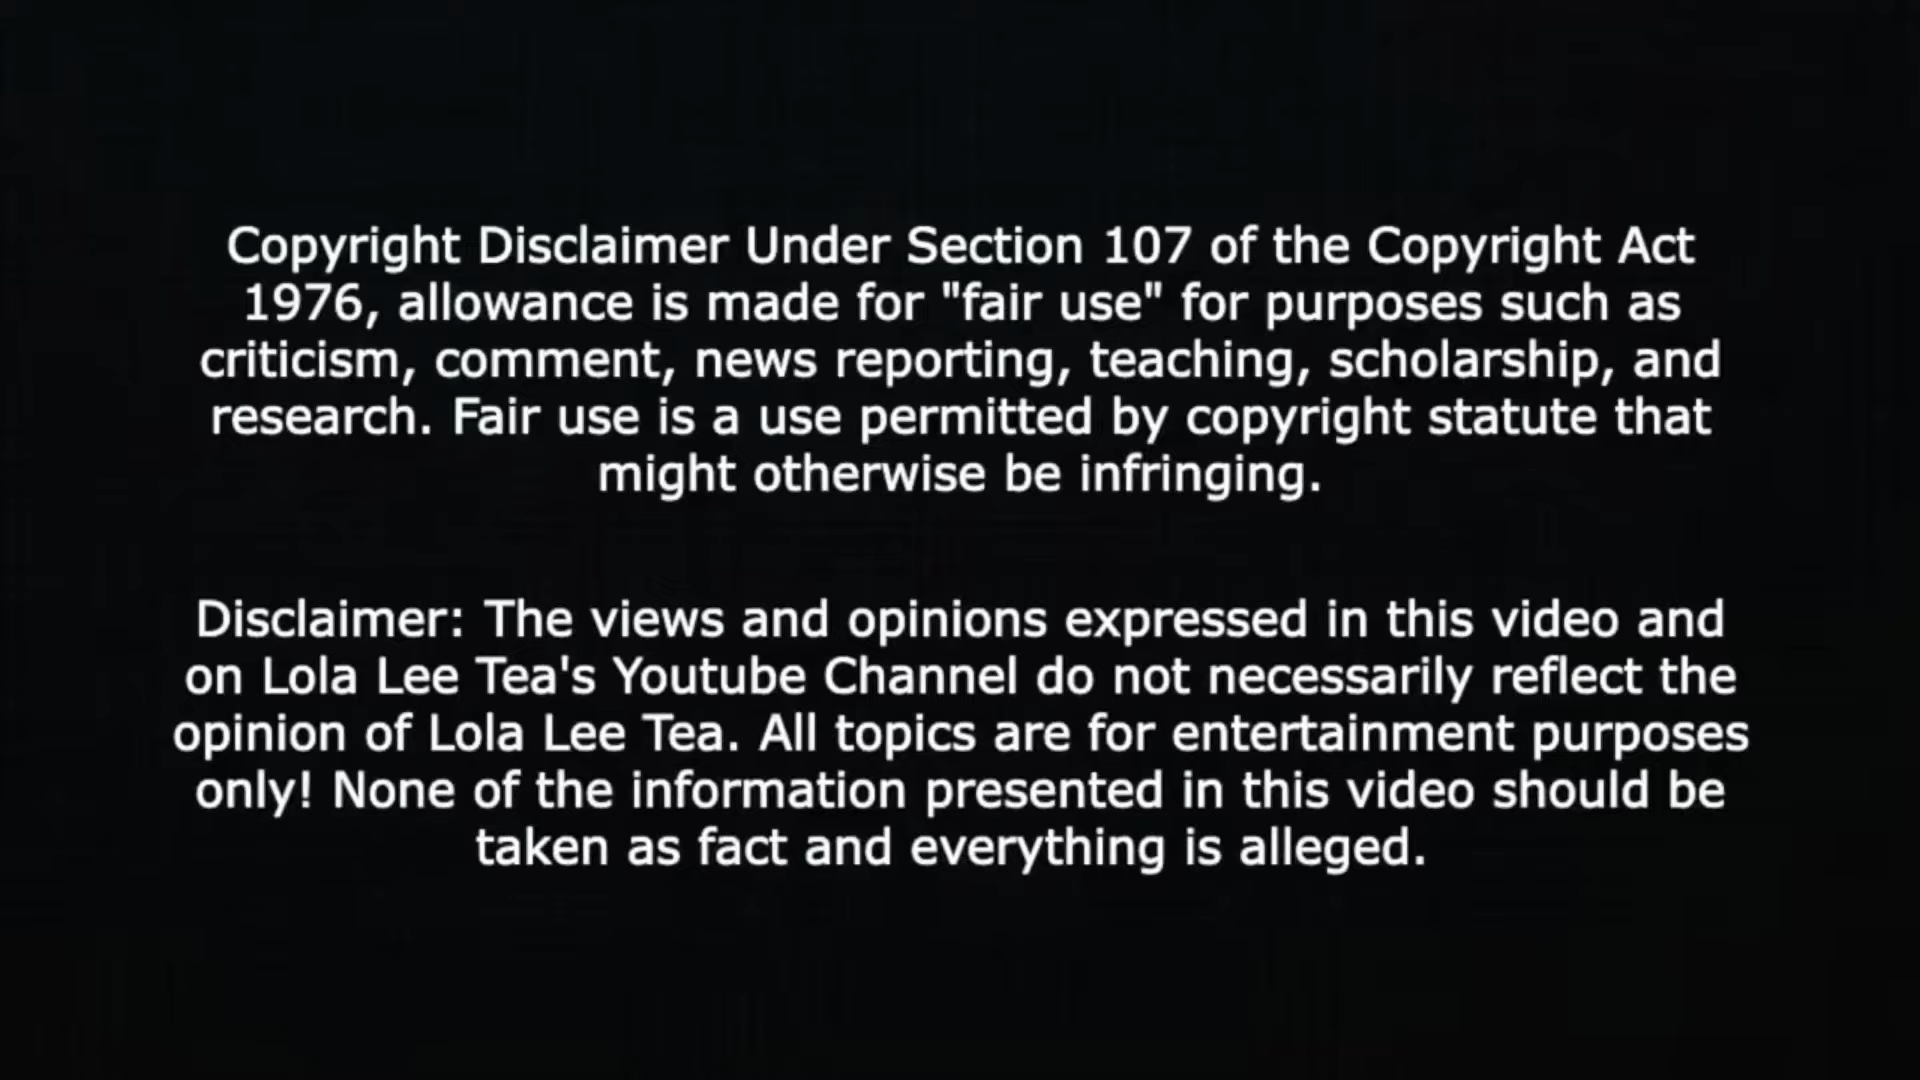 Copyright Disclaimer Under Section 107 of the Copyright Act
1976, allowance is made for "fair use" for purposes such as
criticism, comment, news reporting, teaching, scholarship, and
research. Fair use is a use permitted by copyright statute that
might otherwise be infringing.
Disclaimer: The views and opinions expressed in this video and
on Lola Lee Tea's Youtube Channel do not necessarily reflect the
opinion of Lola Lee Tea. All topics are for entertainment purposes
only! None of the information presented in this video should be
taken as fact and everything is alleged.